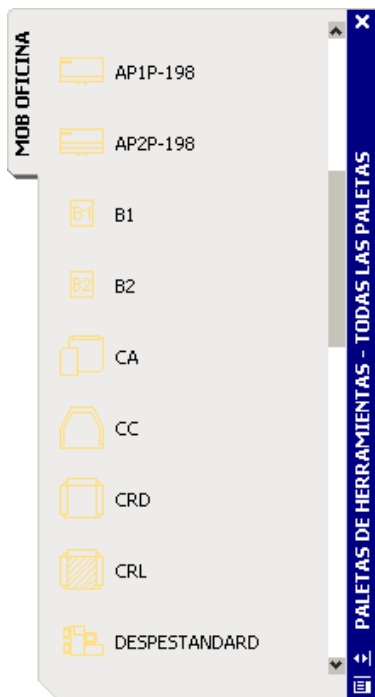 MOB OFICINA
AP1P-198
AP2P-198
B1 B1
B2 B2
CA
CC
CRD
CRL
DESPESTANDARD
PALETAS DE HERRAMIENTAS - TODAS LAS PALETAS